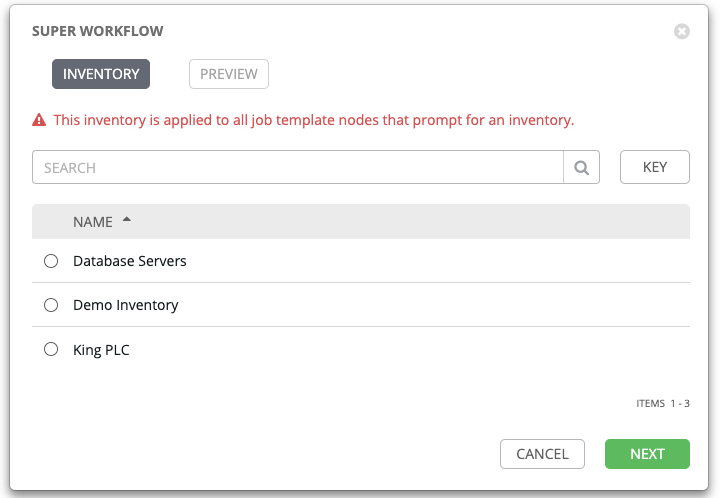 SUPER WORKFLOW
INVENTORY PREVIEW
This inventory is applied to all job template nodes that prompt for an inventory.
SEARCH KEY
NAME
Database Servers
Demo Inventory
King PLC
ITEMS 1 - 3
CANCEL NEXT